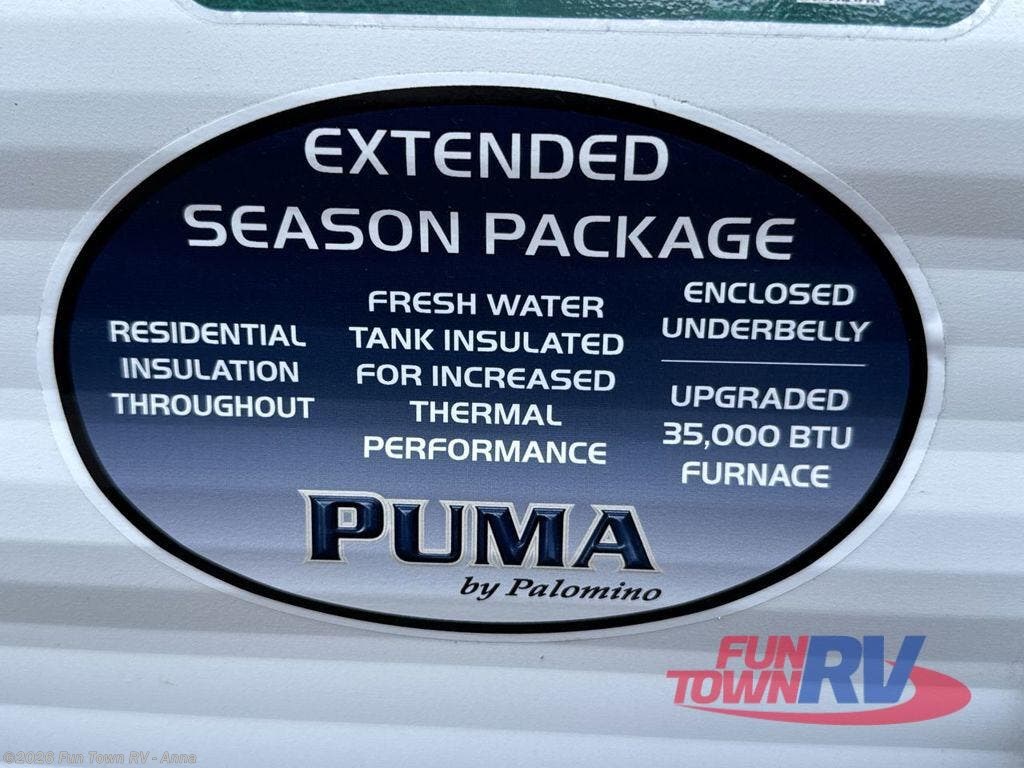 EXTENDED
SEASON PACKAGE
RESIDENTIAL
INSULATION
THROUGHOUT
FRESH WATER
TANK INSULATED
FOR INCREASED
THERMAL
PERFORMANCE
ENCLOSED
UNDERBELLY
UPGRADED
35,000 BTU
FURNACE
PUMA
by Palomino
FUN
TOWN RV
©2026 Fun Town RV - Anna